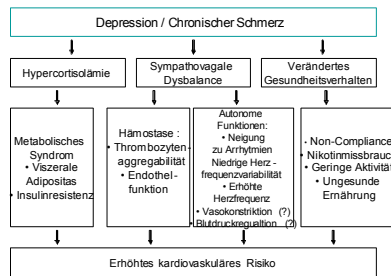 Depression / Chronischer Schmerz
Hypercortisolämie
Sympathovagale
Dysbalance
Verändertes
Gesundheitsverhalten
Metabolisches
Syndrom
• Viszerale
Adipositas
• Insulinresistenz
Hämostase :
• Thrombozyten-
aggregabilität
• Endothel-
funktion
Autonome
Funktionen:
• Neigung
zu Arrhytmien
Niedrige Herz-
frequenzvariabilität
• Erhöhte
Herzfrequenz
• Vasokonstriktion (?)
• Blutdruckregualtion (?)
• Non-Compliance
• Nikotinmissbrauch
• Geringe Aktivität
• Ungesunde
Ernährung
Erhöhtes kardiovaskuläres Risiko